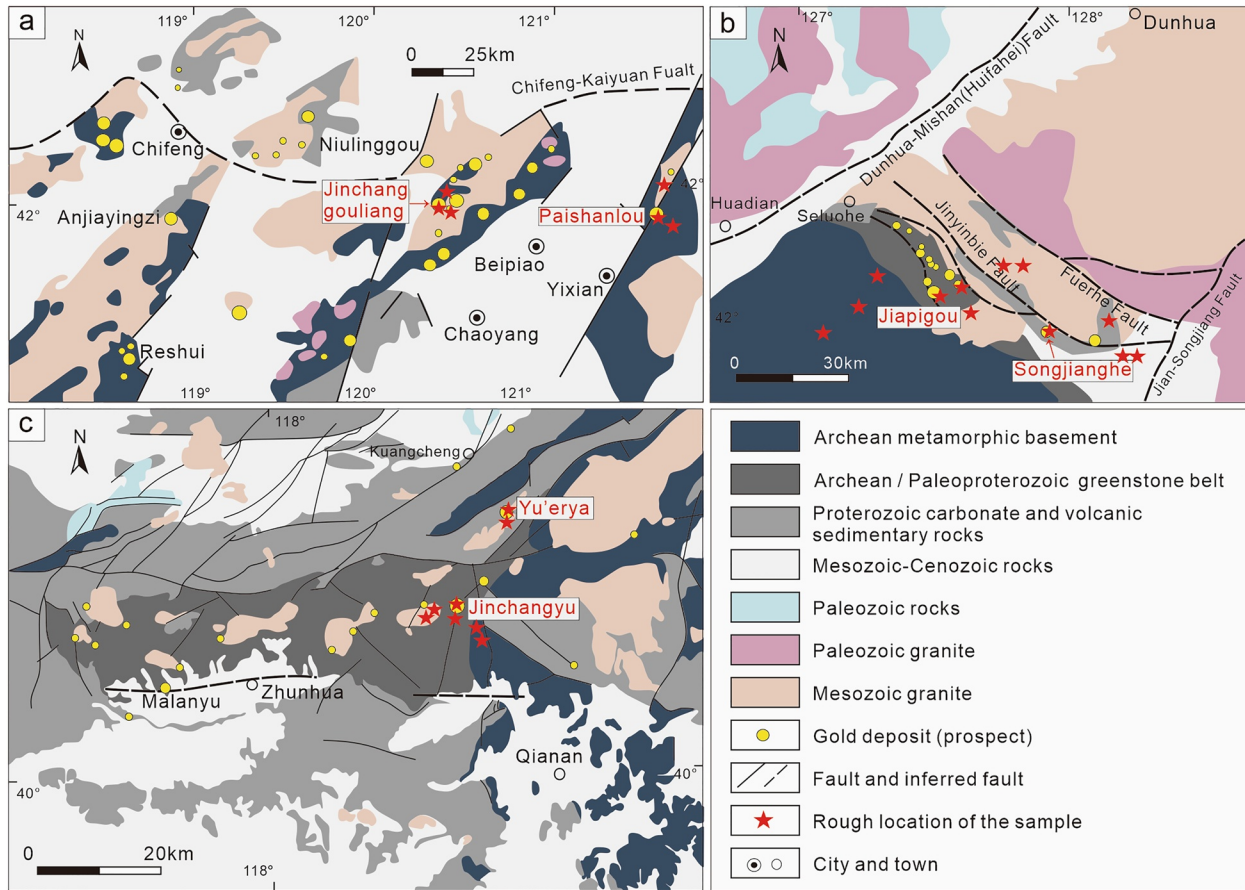 a
119°
120°
121°
N
0 25km
Chifeng-Kaiyuan Fualt
Chifeng
Niulinggou
42°
Jinchang
gouliang
42°
Anjiayingzi
Paishanlou
Beipiao
Yixian
Chaoyang
Reshui
119°
120°
121°
b
127°
128°
N
Dunhua
Dunhua-Mishan(Huifahei)Fault
Huadian
Seluohe
Jinyinbie Fault
Fuerhe Fault
Jiapigou
42°
42°
Songjianghe
Jian-Songjiang Fault
0 30km
c
118°
N
Kuangcheng
Yu'erya
Jinchangyu
Malanyu
Zhunhua
Qianan
40°
40°
0 20km
118°
Archean metamorphic basement
Archean / Paleoproterozoic greenstone belt
Proterozoic carbonate and volcanic
sedimentary rocks
Mesozoic-Cenozoic rocks
Paleozoic rocks
Paleozoic granite
Mesozoic granite
Gold deposit (prospect)
Fault and inferred fault
Rough location of the sample
City and town